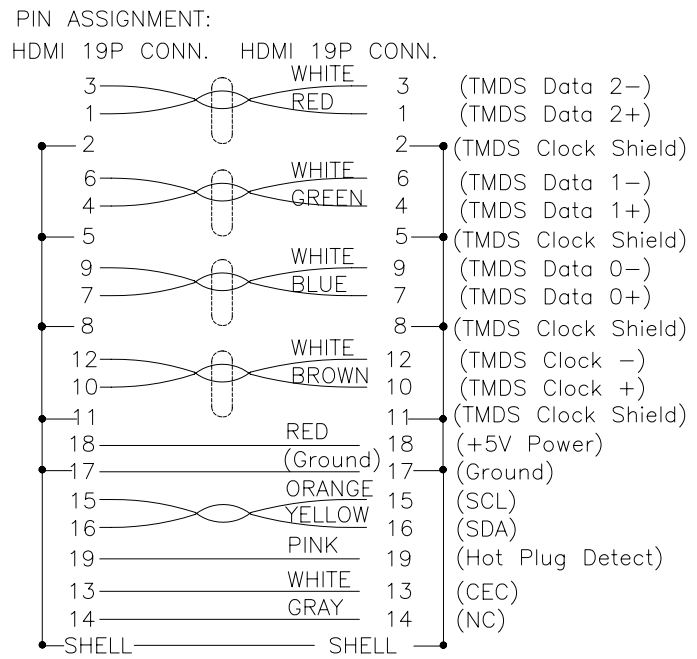 PIN ASSIGNMENT:
HDMI 19P CONN. HDMI 19P CONN.
3 WHITE 3 (TMDS Data 2-)
1 RED 1 (TMDS Data 2+)
2 2 (TMDS Clock Shield)
6 WHITE 6 (TMDS Data 1-)
4 GREEN 4 (TMDS Data 1+)
5 5 (TMDS Clock Shield)
9 WHITE 9 (TMDS Data 0-)
7 BLUE 7 (TMDS Data 0+)
8 8 (TMDS Clock Shield)
12 WHITE 12 (TMDS Clock -)
10 BROWN 10 (TMDS Clock +)
11 11 (TMDS Clock Shield)
18 RED 18 (+5V Power)
17 (Ground) 17 (Ground)
15 ORANGE 15 (SCL)
16 YELLOW 16 (SDA)
19 PINK 19 (Hot Plug Detect)
13 WHITE 13 (CEC)
14 GRAY 14 (NC)
SHELL SHELL